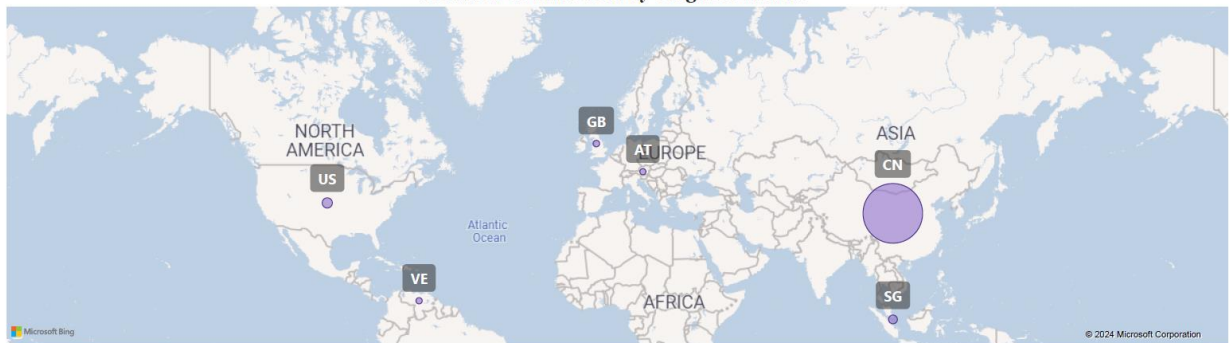 NORTH
AMERICA
US
VE
Atlantic
Ocean
GB
AT
EUROPE
AFRICA
ASIA
CN
SG
Microsoft Bing
© 2024 Microsoft Corporation